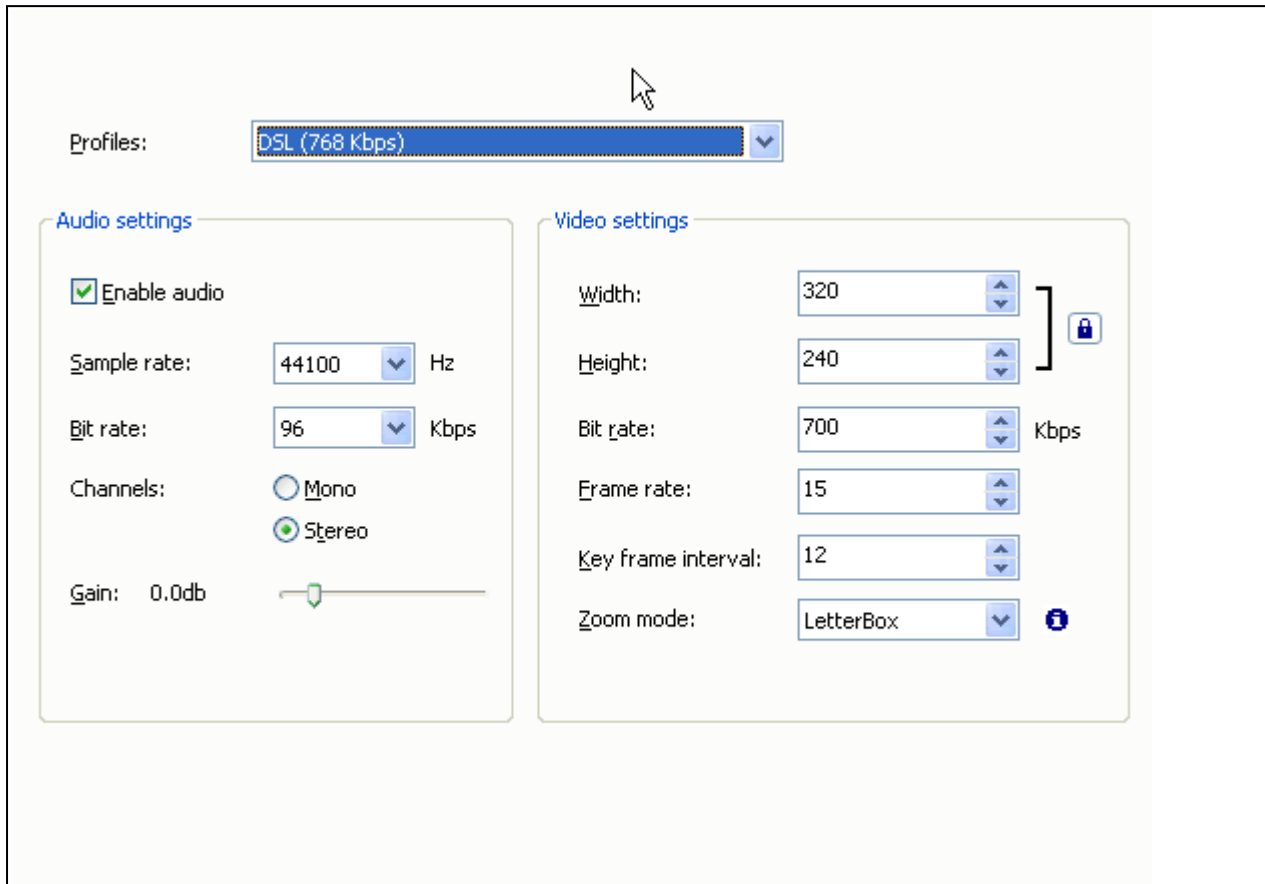 Profiles: DSL (768 Kbps)
Audio settings
Enable audio
Sample rate: 44100 Hz
Bit rate: 96 Kbps
Channels: Mono
Stereo
Gain: 0.0db
Video settings
Width: 320
Height: 240
Bit rate: 700 Kbps
Frame rate: 15
Key frame interval: 12
Zoom mode: LetterBox